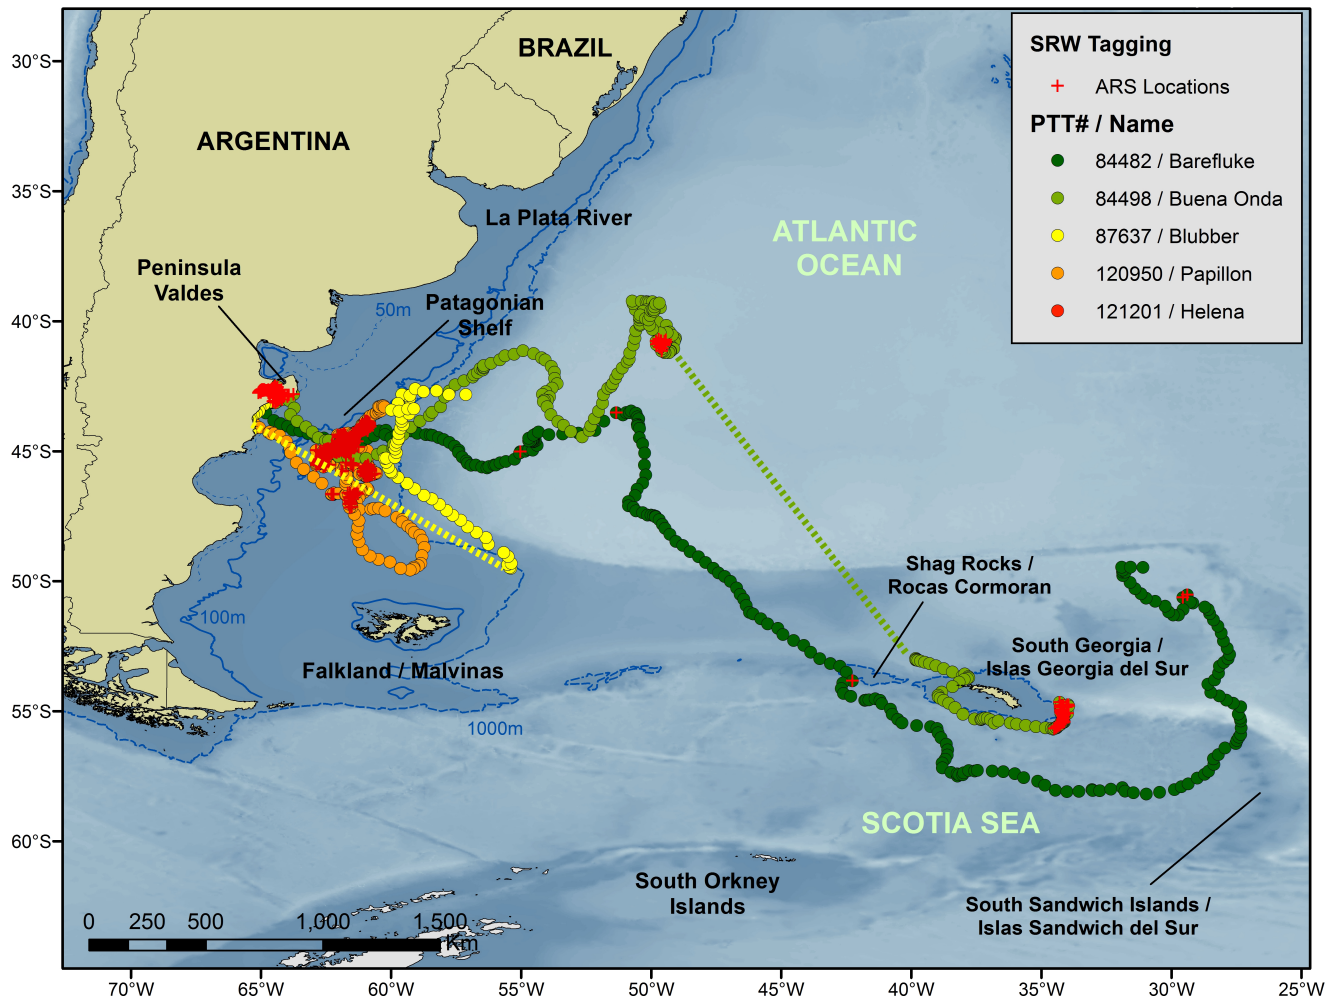 BRAZIL
ARGENTINA
La Plata River
Peninsula
Valdes
Patagonian
Shelf
50m
ATLANTIC
OCEAN
SRW Tagging
ARS Locations
PTT# / Name
84482 / Barefluke
84498 / Buena Onda
87637 / Blubber
120950 / Papillon
121201 / Helena
100m
Falkland / Malvinas
1000m
Shag Rocks /
Rocas Cormoran
South Georgia /
Islas Georgia del Sur
SCOTIA SEA
South Orkney
Islands
South Sandwich Islands /
Islas Sandwich del Sur
0 250 500 1,000 1,500
Km
30°S
35°S
40°S
45°S
50°S
55°S
60°S
70°W 65°W 60°W 55°W 50°W 45°W 40°W 35°W 30°W 25°W